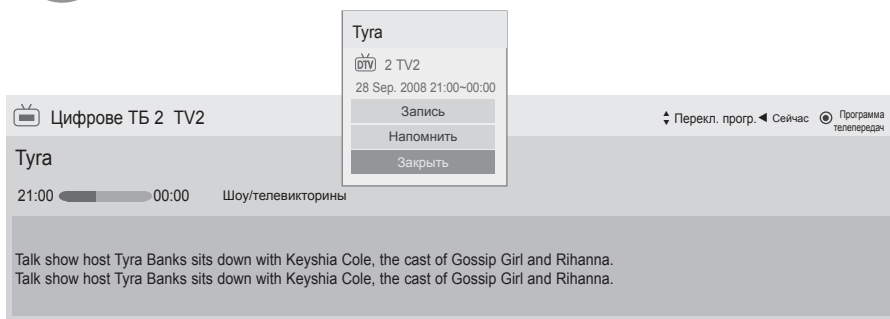 Tyra
DTV 2 TV2
28 Sep. 2008 21:00~00:00
Запись
Напомнить
Закрыть
Цифрове ТБ 2 TV2
Перекл. прогр. ◀ Сейчас ◉ Программа
телепередач
Tyra
21:00 00:00 Шоу/телевикторины
Talk show host Tyra Banks sits down with Keyshia Cole, the cast of Gossip Girl and Rihanna.
Talk show host Tyra Banks sits down with Keyshia Cole, the cast of Gossip Girl and Rihanna.